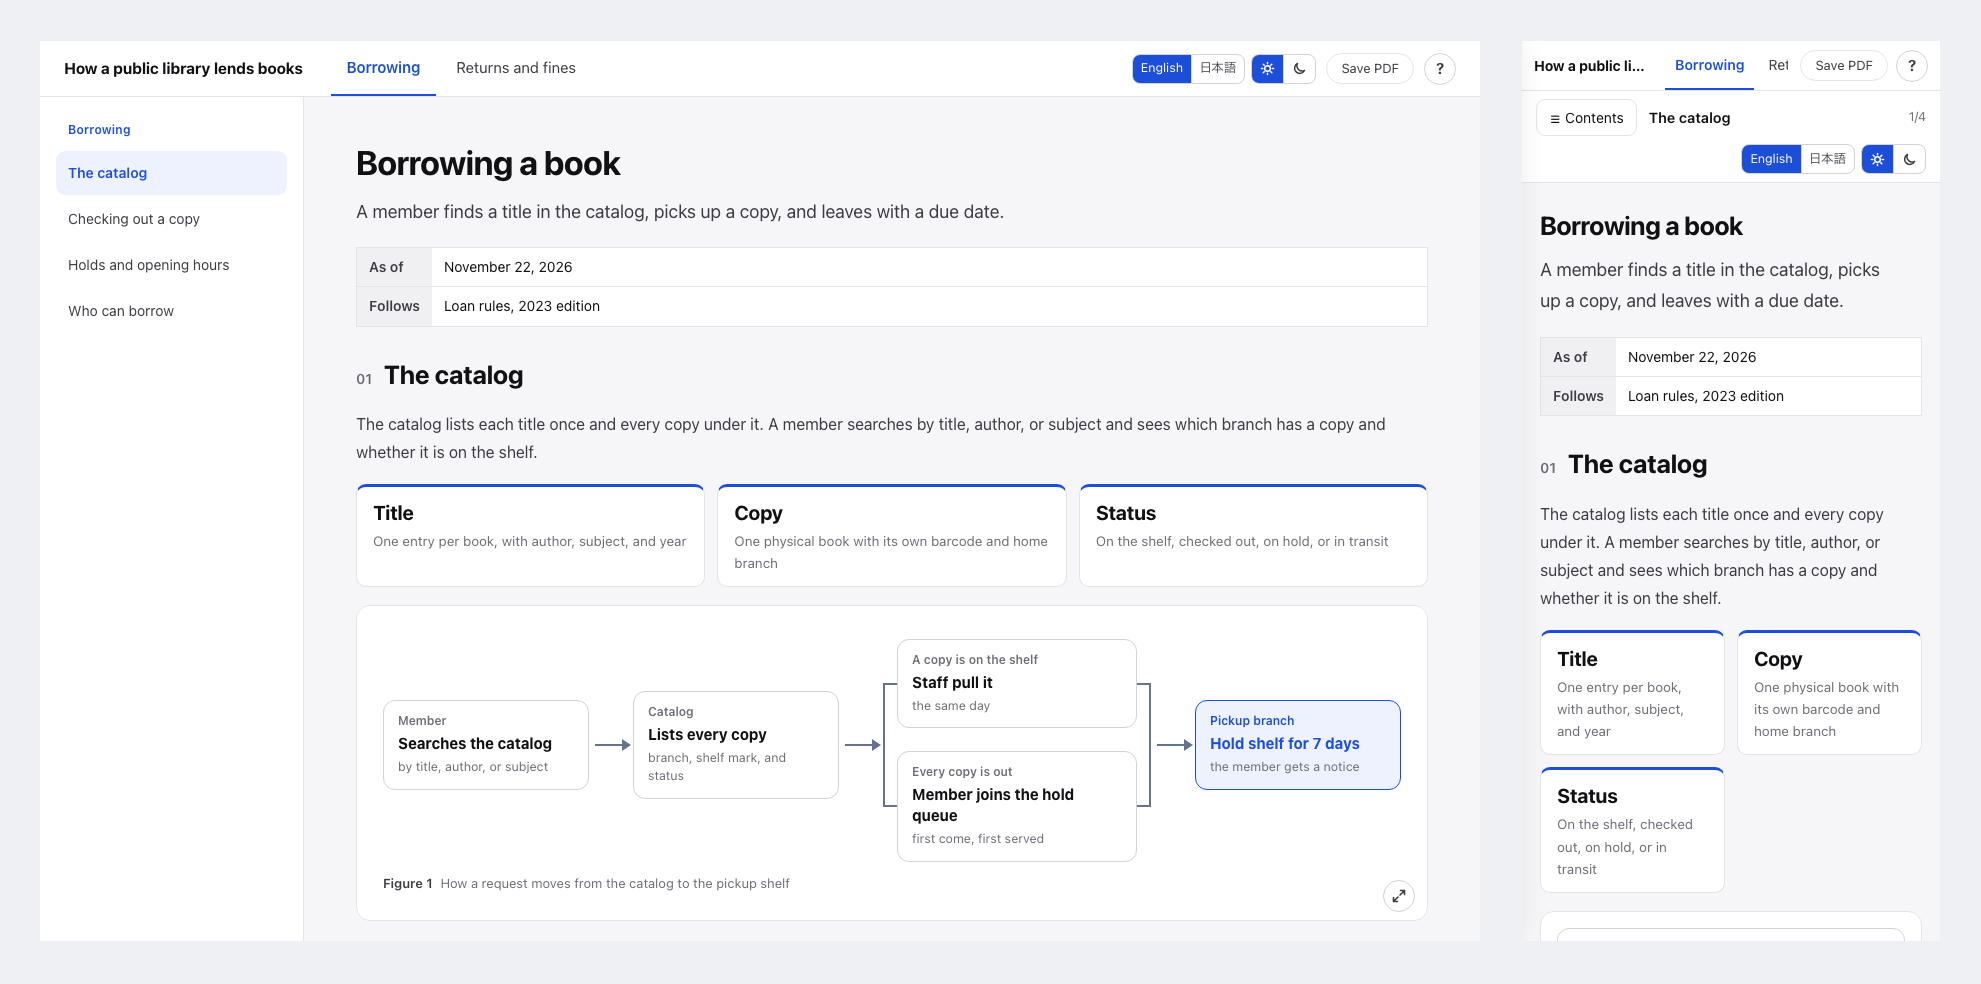 How a public library lends books
Borrowing
Returns and fines
English
日本語
Save PDF
?
Borrowing
The catalog
Checking out a copy
Holds and opening hours
Who can borrow
Borrowing a book
A member finds a title in the catalog, picks up a copy, and leaves with a due date.
As of
November 22, 2026
Follows
Loan rules, 2023 edition
01 The catalog
The catalog lists each title once and every copy under it. A member searches by title, author, or subject and sees which branch has a copy and
whether it is on the shelf.
Title
One entry per book, with author, subject, and year
Copy
One physical book with its own barcode and home
branch
Status
On the shelf, checked out, on hold, or in transit
Member
Searches the catalog
by title, author, or subject
Catalog
Lists every copy
branch, shelf mark, and
status
A copy is on the shelf
Staff pull it
the same day
Every copy is out
Member joins the hold
queue
first come, first served
Pickup branch
Hold shelf for 7 days
the member gets a notice
Figure 1 How a request moves from the catalog to the pickup shelf
How a public li...
Borrowing
Ret
Save PDF
?
≡ Contents
The catalog
1/4
English
日本語
Borrowing a book
A member finds a title in the catalog, picks
up a copy, and leaves with a due date.
As of
November 22, 2026
Follows
Loan rules, 2023 edition
01 The catalog
The catalog lists each title once and every copy
under it. A member searches by title, author, or
subject and sees which branch has a copy and
whether it is on the shelf.
Title
One entry per book,
with author, subject,
and year
Copy
One physical book with
its own barcode and
home branch
Status
On the shelf, checked
out, on hold, or in
transit